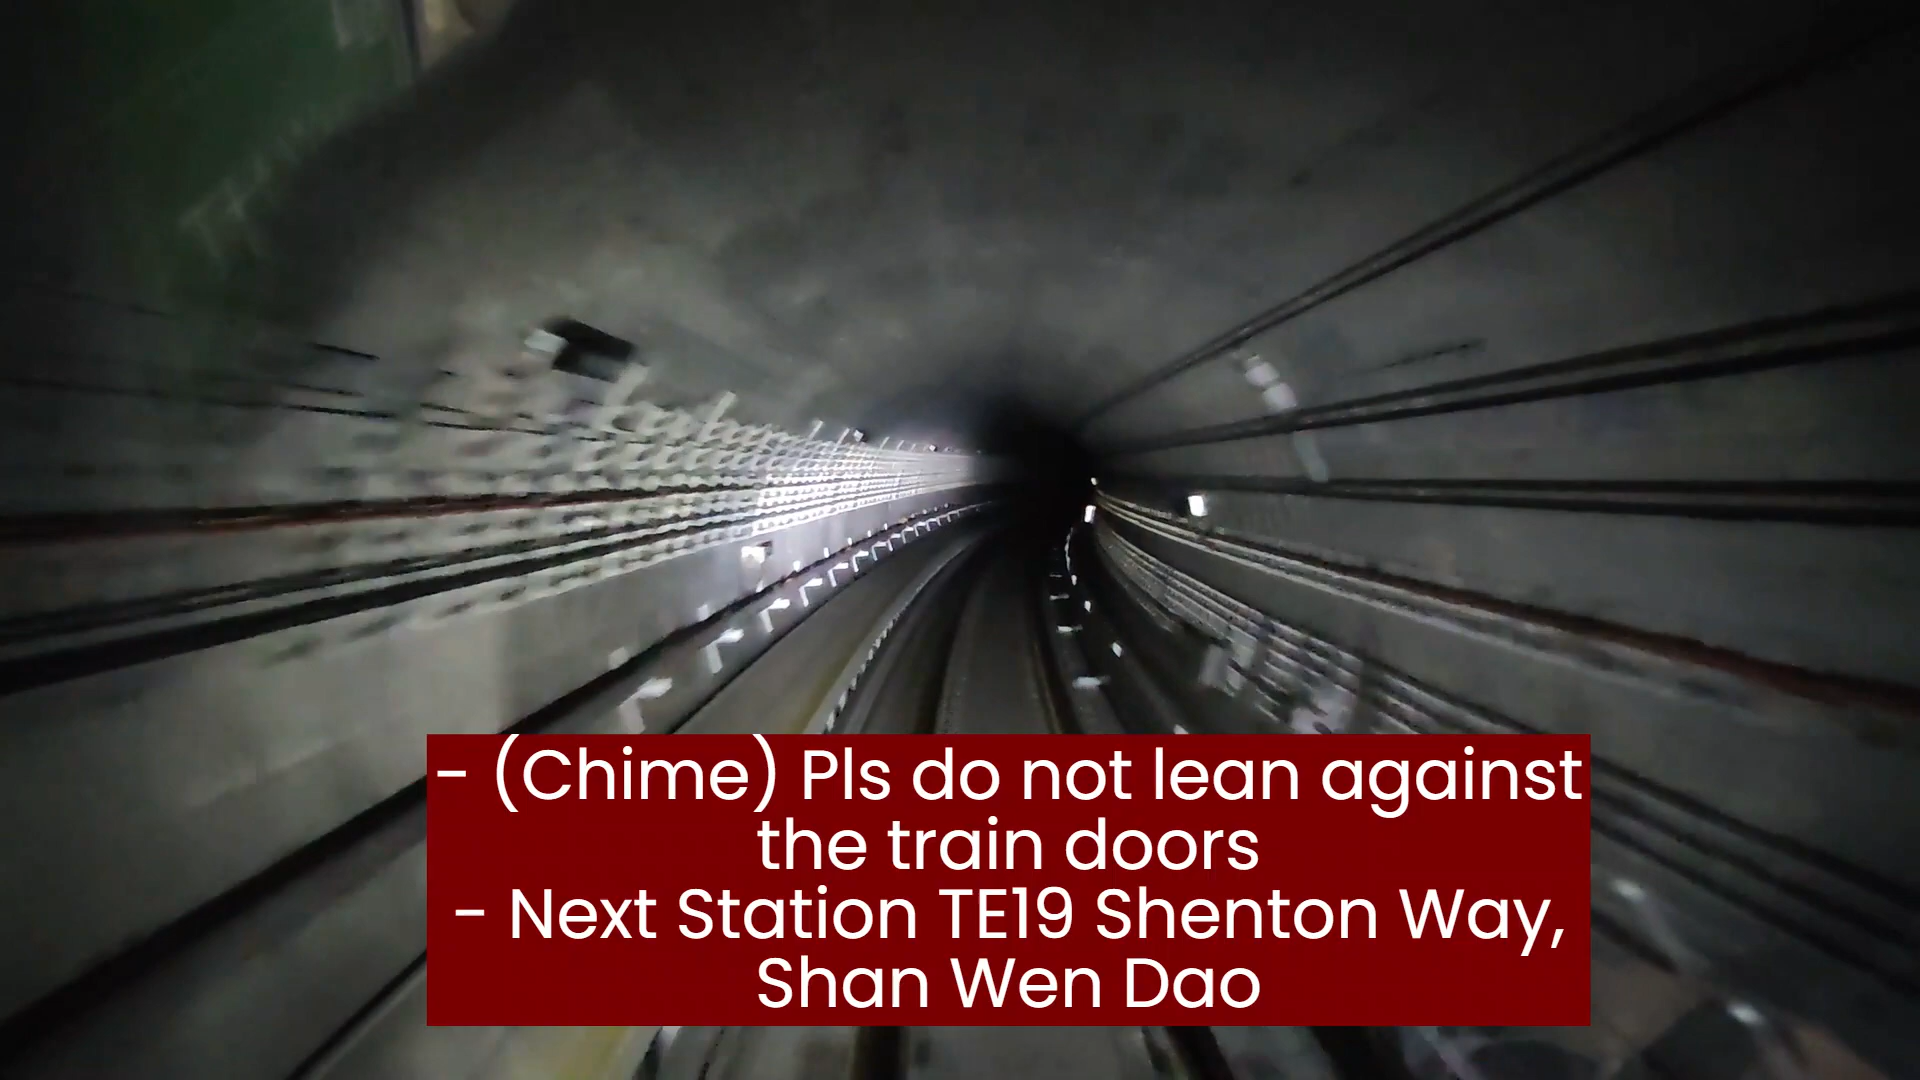 - (Chime) Pls do not lean against
the train doors
- Next Station TE19 Shenton Way,
Shan Wen Dao